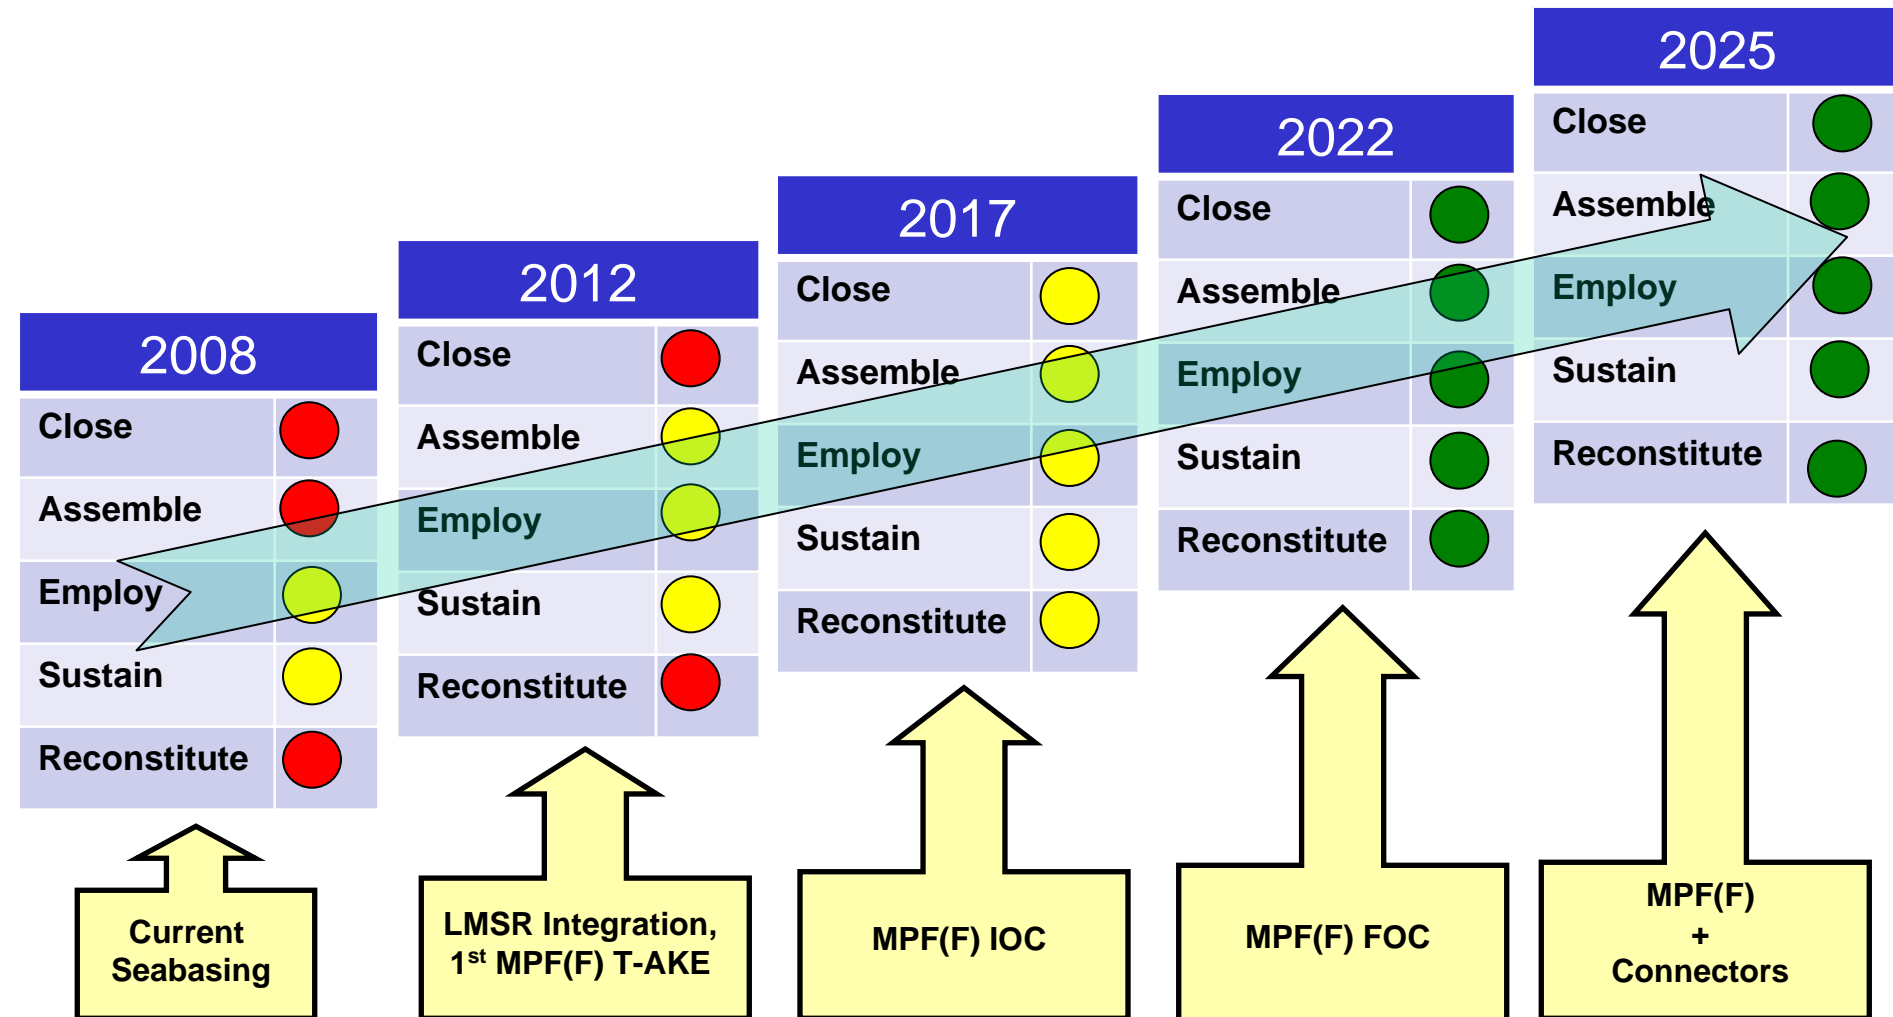 2008
Close
Assemble
Employ
Sustain
Reconstitute
Current
Seabasing
2012
Close
Assemble
Employ
Sustain
Reconstitute
LMSR Integration,
1st MPF(F) T-AKE
2017
Close
Assemble
Employ
Sustain
Reconstitute
MPF(F) IOC
2022
Close
Assemble
Employ
Sustain
Reconstitute
MPF(F) FOC
2025
Close
Assemble
Employ
Sustain
Reconstitute
MPF(F)
+
Connectors